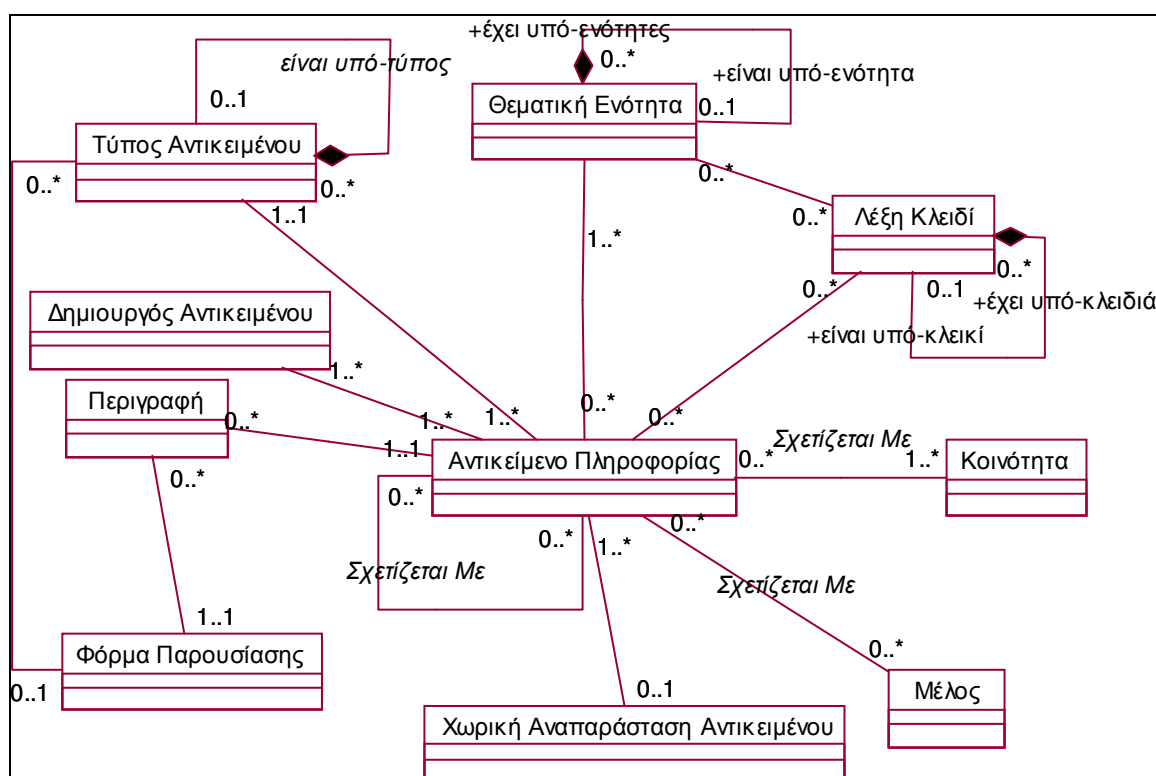 +έχει υπό-ενότητες
είναι υπό-τύπος
0..*
+είναι υπό-ενότητα
0..1
Θεματική Ενότητα
0..1
Τύπος Αντικειμένου
0..*
0..*
0..*
1..1
0..*
Λέξη Κλειδί
1..*
0..*
0..*
0..1
+έχει υπό-κλειδιά
Δημιουργός Αντικειμένου
+είναι υπό-κλεικί
1..*
Περιγραφή
0..*
1..*
1..*
0..*
0..*
1..1
Αντικείμενο Πληροφορίας
0..*
Σχετίζεται Με
1..*
Κοινότητα
0..*
0..*
0..*
1..*
0..*
Σχετίζεται Με
Σχετίζεται Με
1..1
Φόρμα Παρουσίασης
0..*
0..1
0..1
Μέλος
Χωρική Αναπαράσταση Αντικειμένου